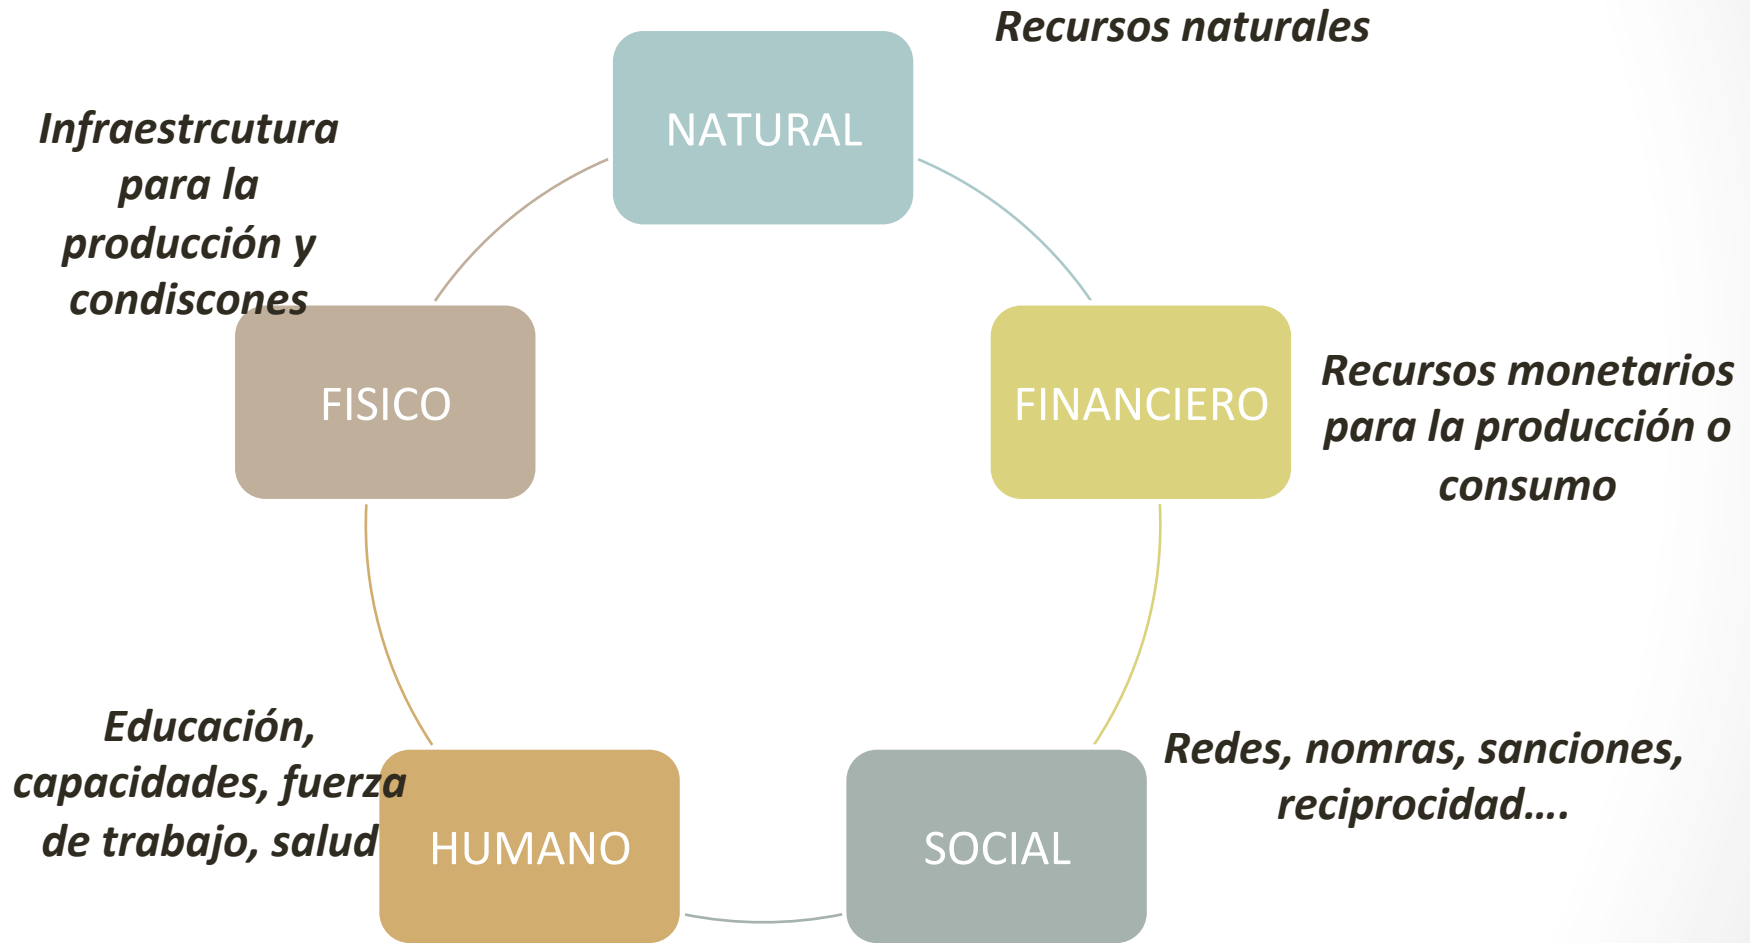 Recursos naturales
NATURAL
Infraestrcutura
para la
producción y
condiscones
FISICO
FINANCIERO
Recursos monetarios
para la producción o
consumo
Educación,
capacidades, fuerza
de trabajo, salud
HUMANO
SOCIAL
Redes, nomras, sanciones,
reciprocidad....